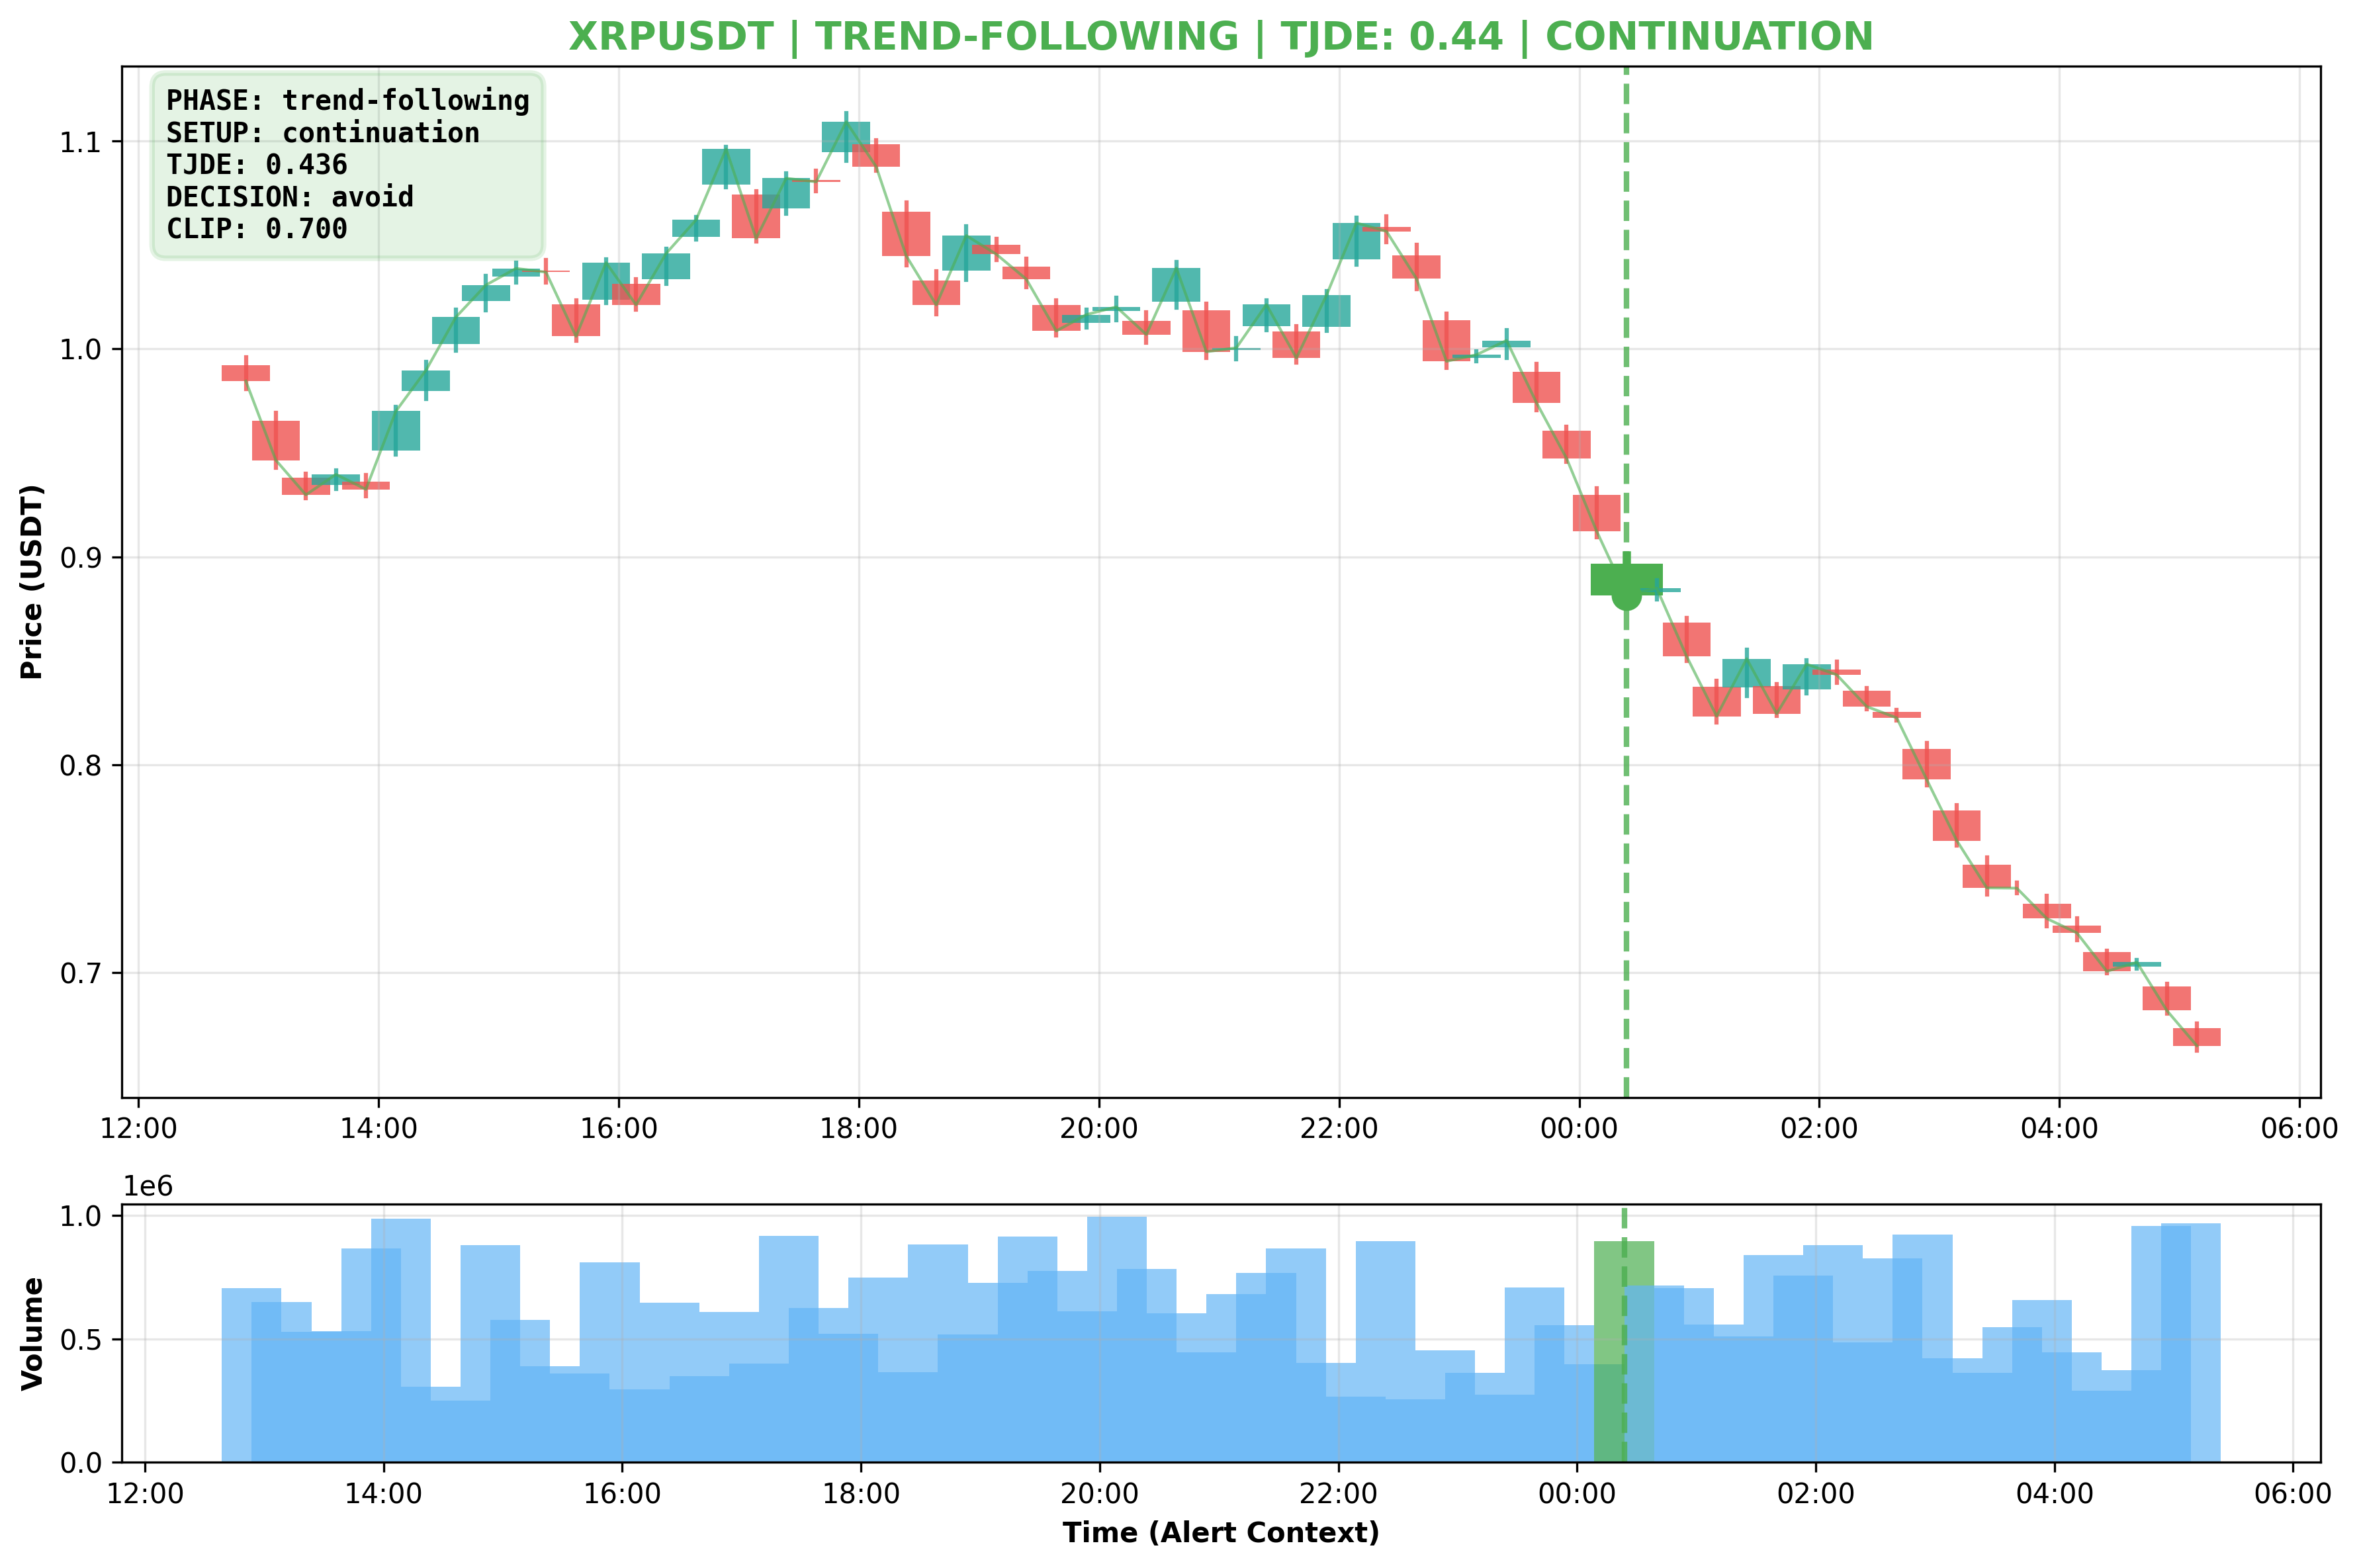 XRPUSDT | TREND-FOLLOWING | TJDE: 0.44 | CONTINUATION
PHASE: trend-following
SETUP: continuation
TJDE: 0.436
DECISION: avoid
CLIP: 0.700
Price (USDT)
1.1
1.0
0.9
0.8
0.7
12:00 14:00 16:00 18:00 20:00 22:00 00:00 02:00 04:00 06:00
1e6
Volume
1.0
0.5
0.0
12:00 14:00 16:00 18:00 20:00 22:00 00:00 02:00 04:00 06:00
Time (Alert Context)